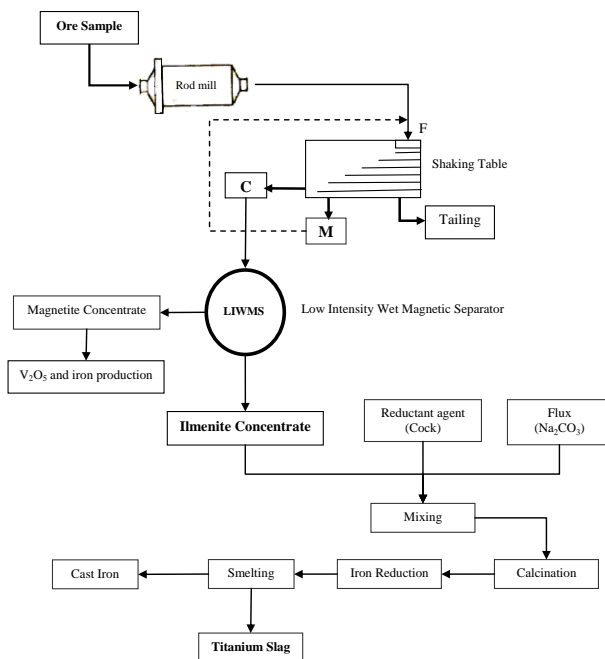 Ore Sample
Rod mill
F
Shaking Table
C
Tailing
M
LIWMS
Low Intensity Wet Magnetic Separator
Magnetite Concentrate
V₂O₅ and iron production
Ilmenite Concentrate
Reductant agent
(Cock)
Flux
(Na₂CO₃)
Mixing
Cast Iron
Smelting
Iron Reduction
Calcination
Titanium Slag